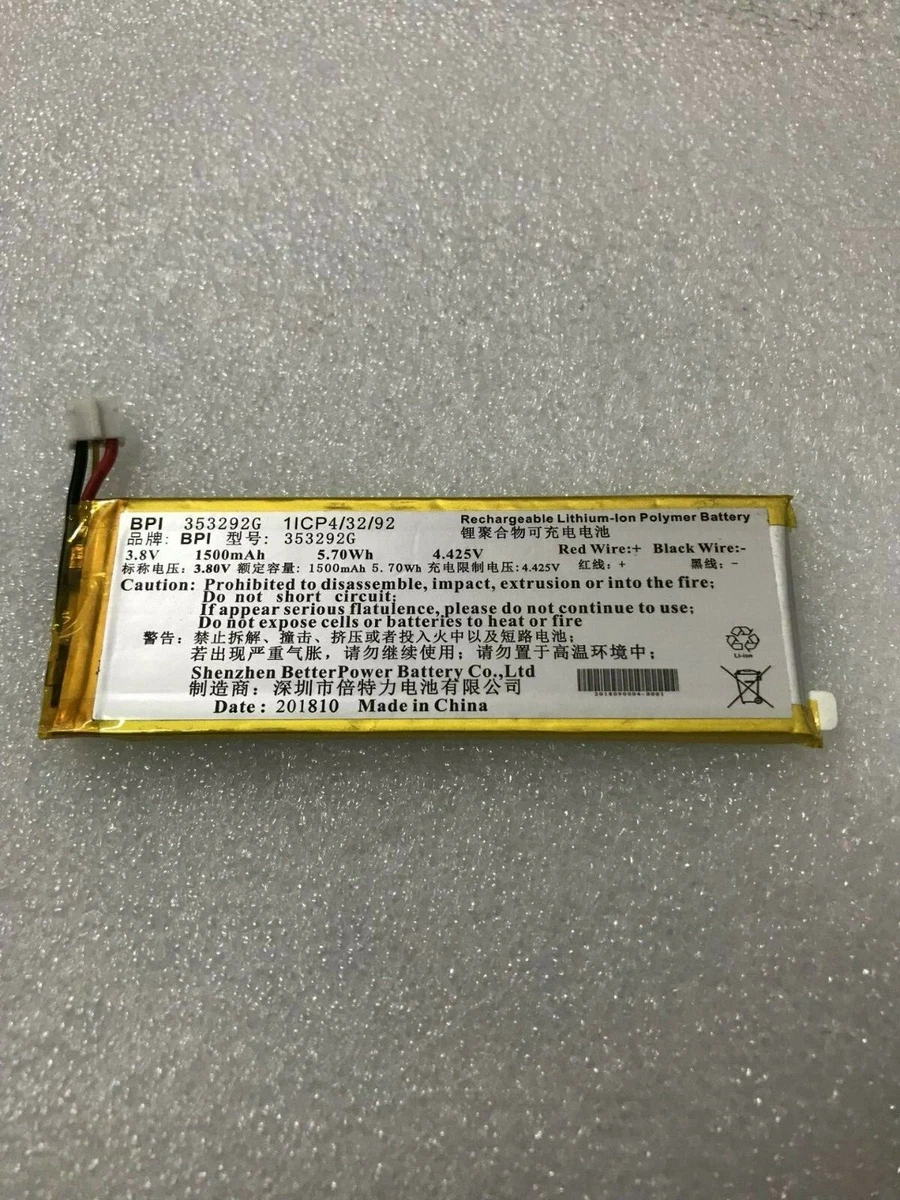 BPI 353292G 1ICP4/32/92
Rechargeable Lithium-Ion Polymer Battery
品牌: BPI 型号: 353292G
锂聚合物可充电电池
3.8V 1500mAh 5.70Wh 4.425V Red Wire:+ Black Wire:-
标称电压: 3.80V 额定容量: 1500mAh 5.70Wh 充电限制电压:4.425V 红线: + 黑线: -
Caution: Prohibited to disassemble, impact, extrusion or into the fire;
Do not short circuit;
If appear serious flatulence, please do not continue to use;
Do not expose cells or batteries to heat or fire
警告: 禁止拆解、撞击、挤压或者投入火中以及短路电池;
若出现严重气胀, 请勿继续使用; 请勿置于高温环境中;
Li-ion
Shenzhen BetterPower Battery Co.,Ltd
制造商: 深圳市倍特力电池有限公司
2018090004-0081
Date: 201810 Made in China